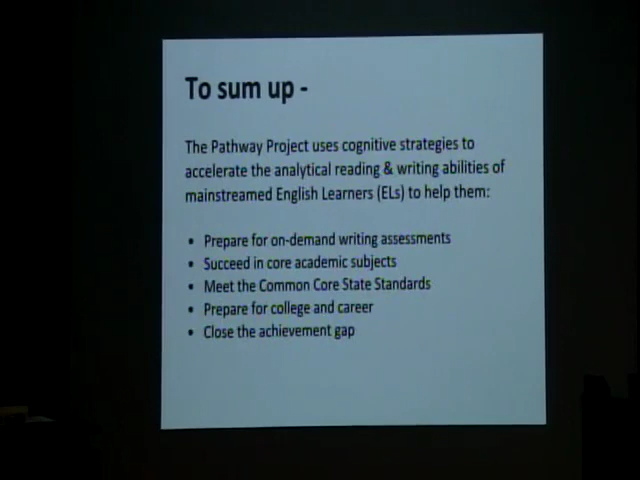 To sum up -
The Pathway Project uses cognitive strategies to
accelerate the analytical reading & writing abilities of
mainstreamed English Learners (ELs) to help them:
• Prepare for on-demand writing assessments
• Succeed in core academic subjects
• Meet the Common Core State Standards
• Prepare for college and career
• Close the achievement gap